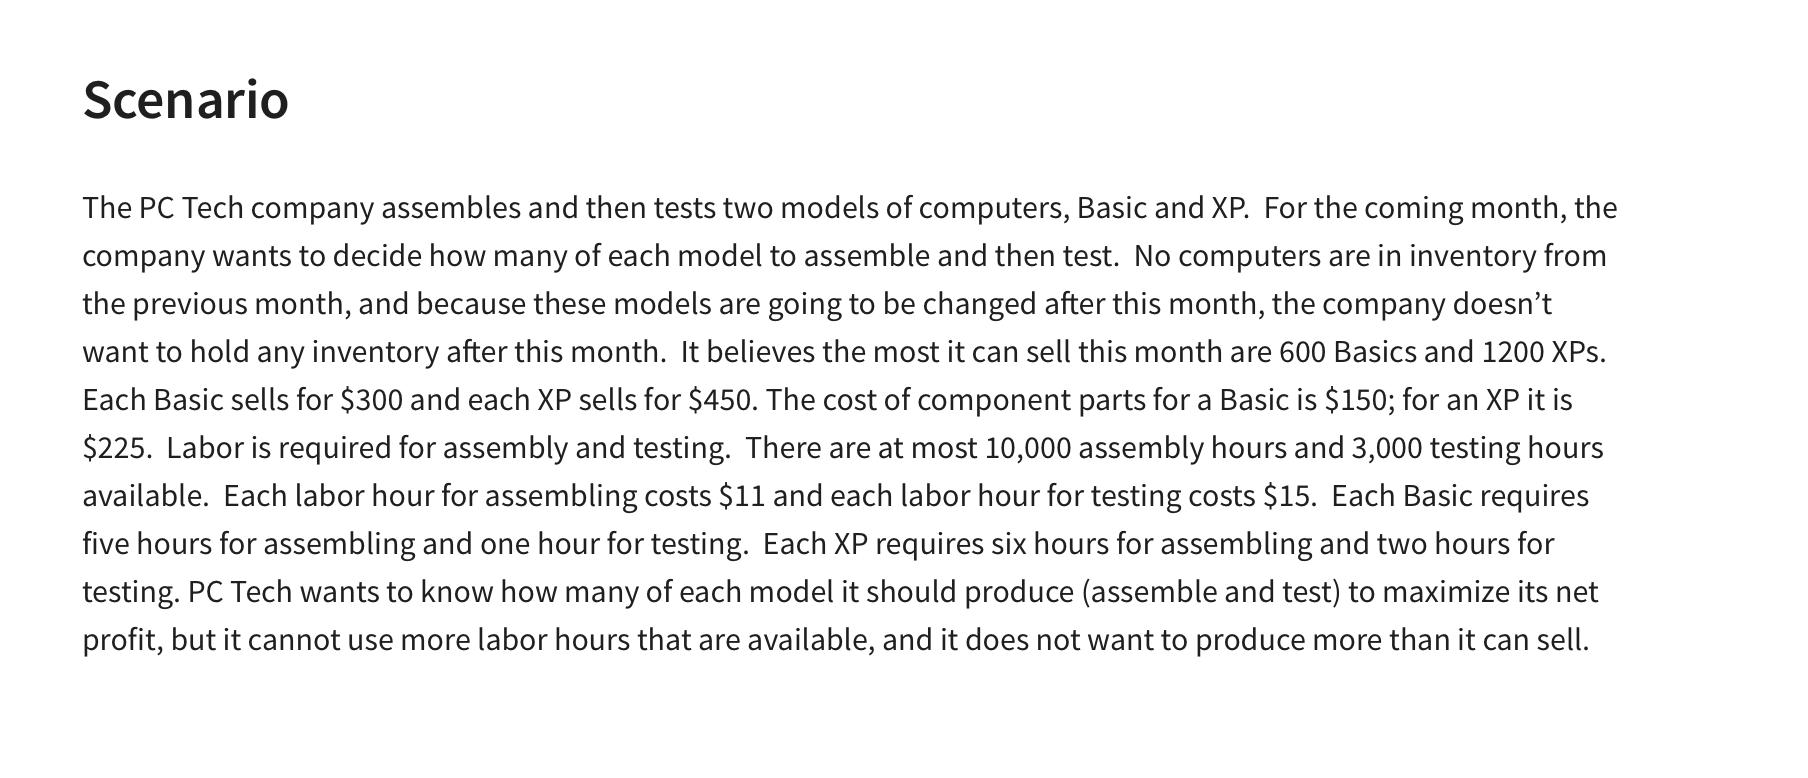 Scenario
The PC Tech company assembles and then tests two models of computers, Basic and XP.  For the coming month, the
company wants to decide how many of each model to assemble and then test.  No computers are in inventory from
the previous month, and because these models are going to be changed after this month, the company doesn’t
want to hold any inventory after this month.  It believes the most it can sell this month are 600 Basics and 1200 XPs.
Each Basic sells for $300 and each XP sells for $450. The cost of component parts for a Basic is $150; for an XP it is
$225.  Labor is required for assembly and testing.  There are at most 10,000 assembly hours and 3,000 testing hours
available.  Each labor hour for assembling costs $11 and each labor hour for testing costs $15.  Each Basic requires
five hours for assembling and one hour for testing.  Each XP requires six hours for assembling and two hours for
testing. PC Tech wants to know how many of each model it should produce (assemble and test) to maximize its net
profit, but it cannot use more labor hours that are available, and it does not want to produce more than it can sell.